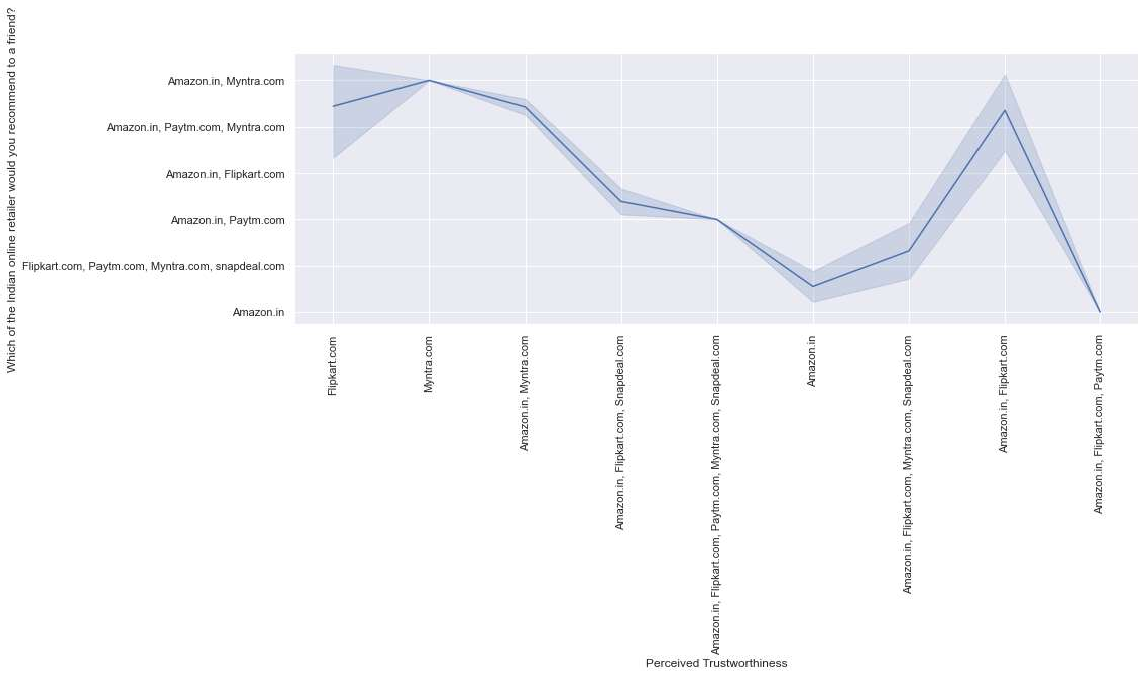 Which of the Indian online retailer would you recommend to a friend?
Amazon.in, Myntra.com
Amazon.in, Paytm.com, Myntra.com
Amazon.in, Flipkart.com
Amazon.in, Paytm.com
Flipkart.com, Paytm.com, Myntra.com, snapdeal.com
Amazon.in
Flipkart.com
Myntra.com
Amazon.in, Myntra.com
Amazon.in, Flipkart.com, Snapdeal.com
Amazon.in, Flipkart.com, Paytm.com, Myntra.com, Snapdeal.com
Amazon.in
Amazon.in, Flipkart.com, Myntra.com, Snapdeal.com
Amazon.in, Flipkart.com
Amazon.in, Flipkart.com, Paytm.com
Perceived Trustworthiness